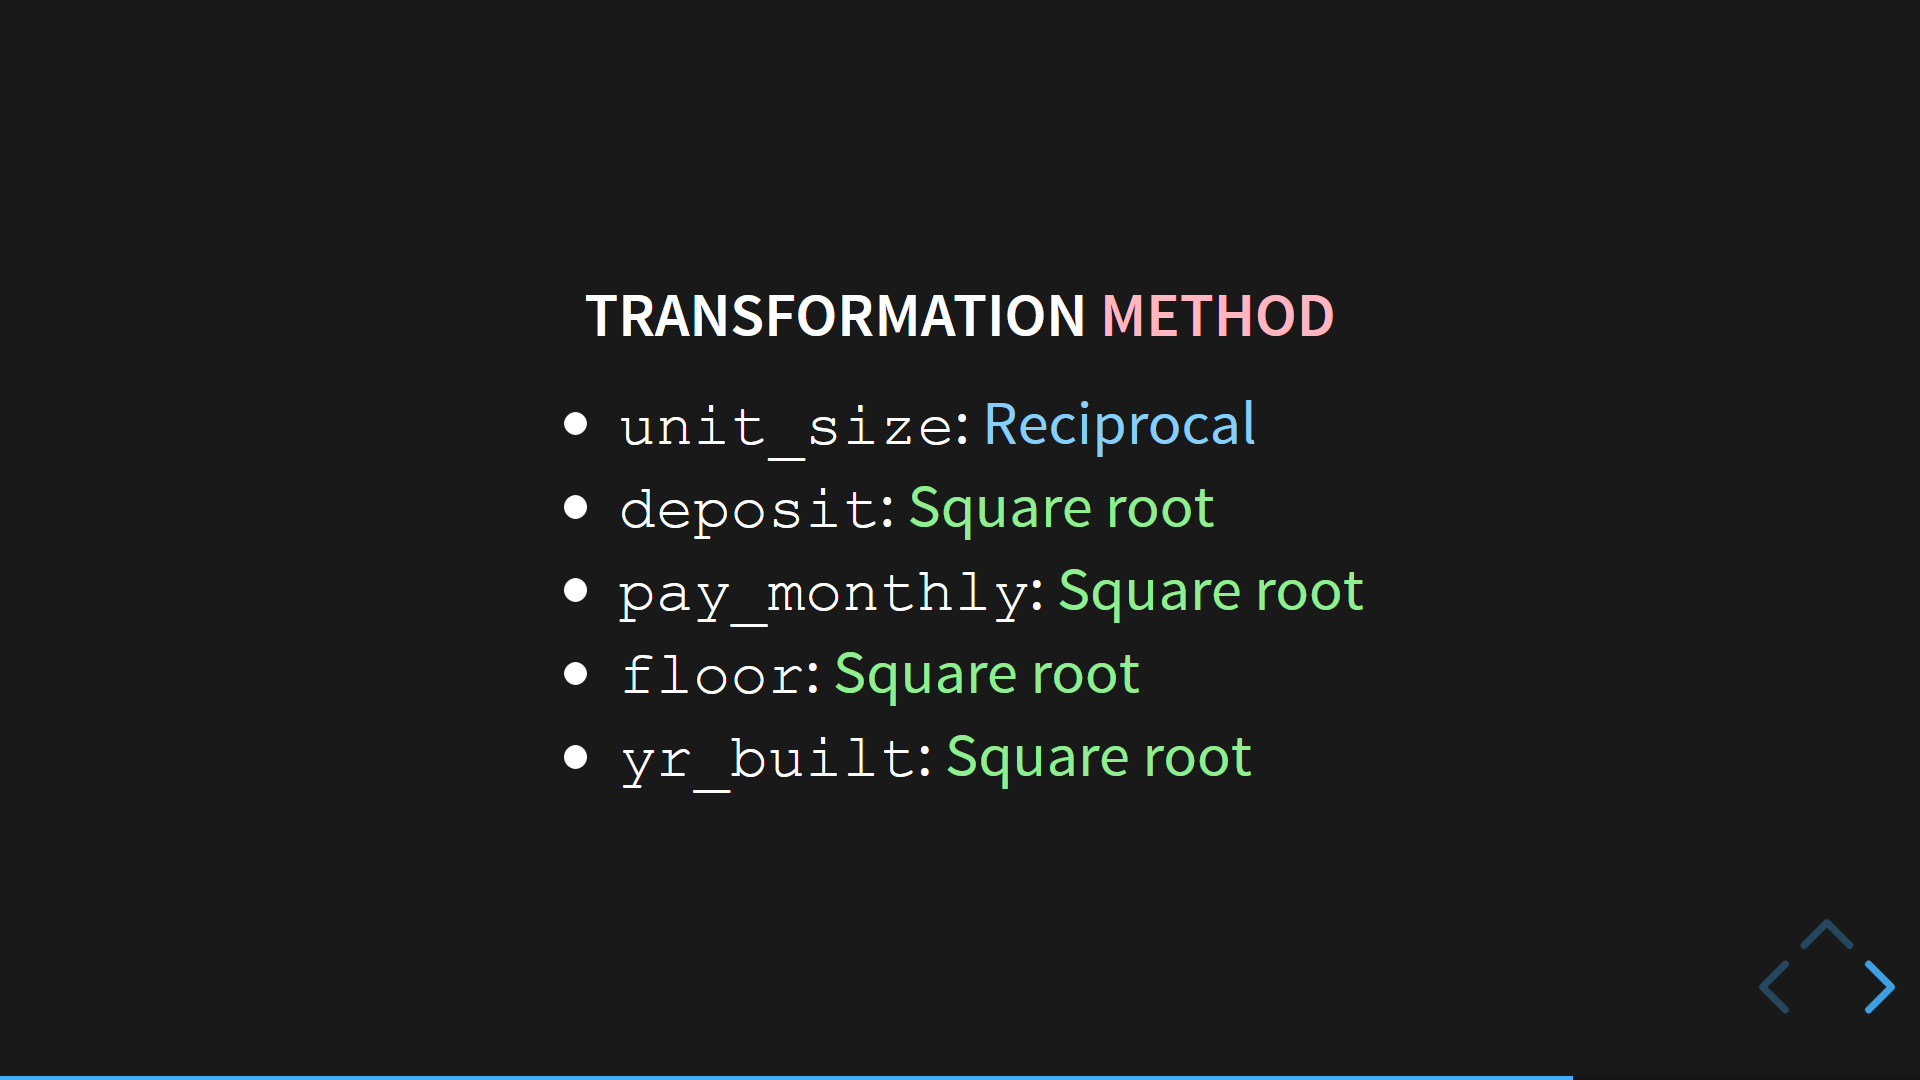 TRANSFORMATION METHOD
unit_size: Reciprocal
deposit: Square root
pay_monthly: Square root
floor: Square root
yr_built: Square root